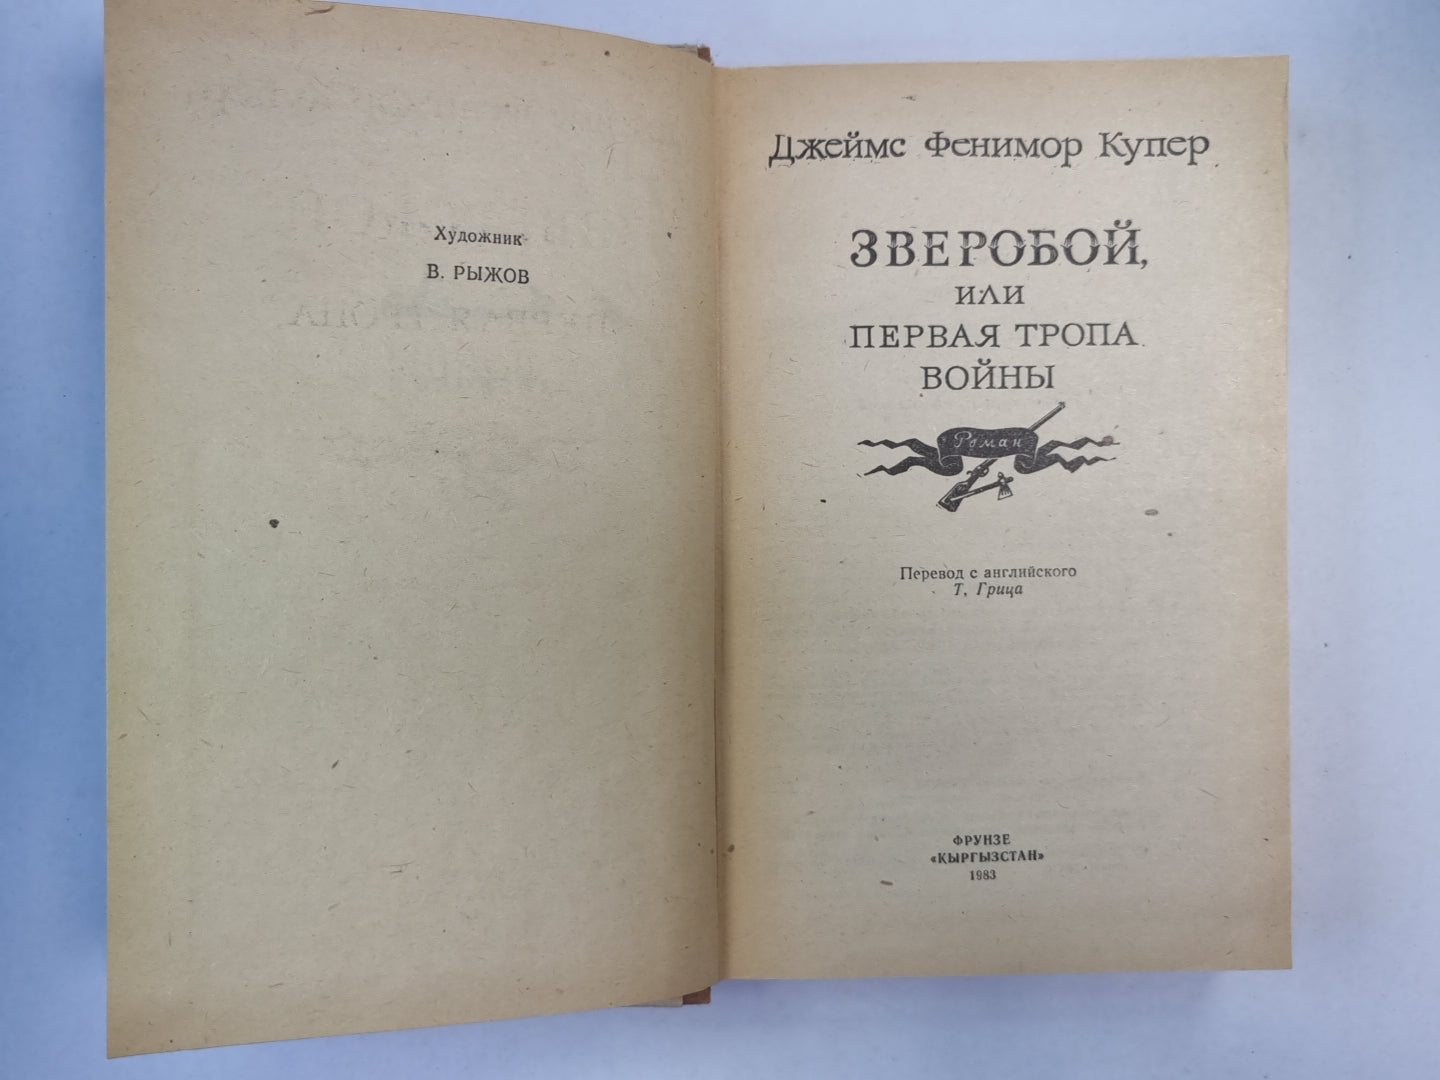 Художник
В. РЫЖОВ
Джеймс Фенимор Купер
ЗВЕРОБОЙ,
ИЛИ
ПЕРВАЯ ТРОПА
ВОЙНЫ
Роман
Перевод с английского
Т. Грица
ФРУНЗЕ
«КЫРГЫЗСТАН»
1983